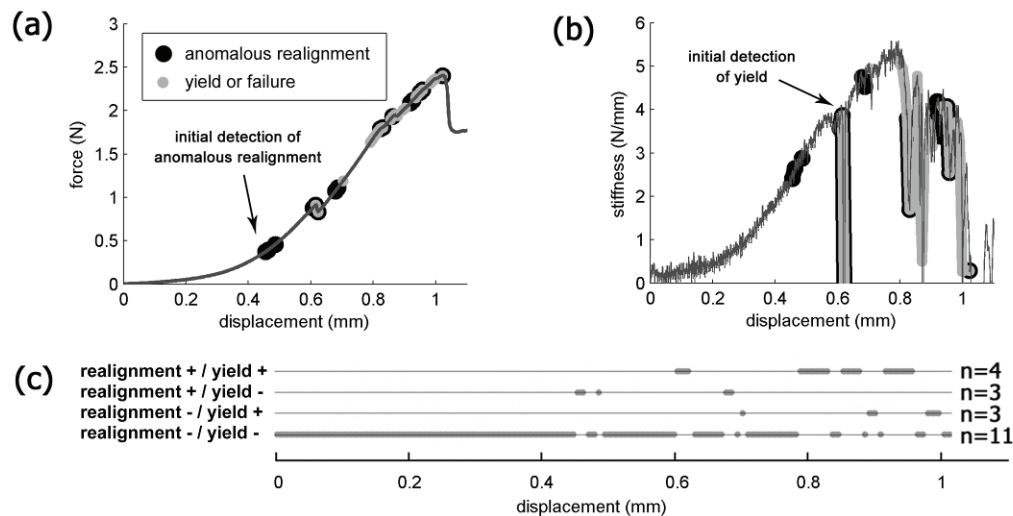 (a)
3
2.5
2
1.5
1
0.5
0
force (N)
anomalous realignment
yield or failure
initial detection of
anomalous realignment
0 0.2 0.4 0.6 0.8 1
displacement (mm)
(b)
6
5
4
3
2
1
0
stiffness (N/mm)
initial detection
of yield
0 0.2 0.4 0.6 0.8 1
displacement (mm)
(c)
realignment + / yield + n=4
realignment + / yield - n=3
realignment - / yield + n=3
realignment - / yield - n=11
0 0.2 0.4 0.6 0.8 1
displacement (mm)